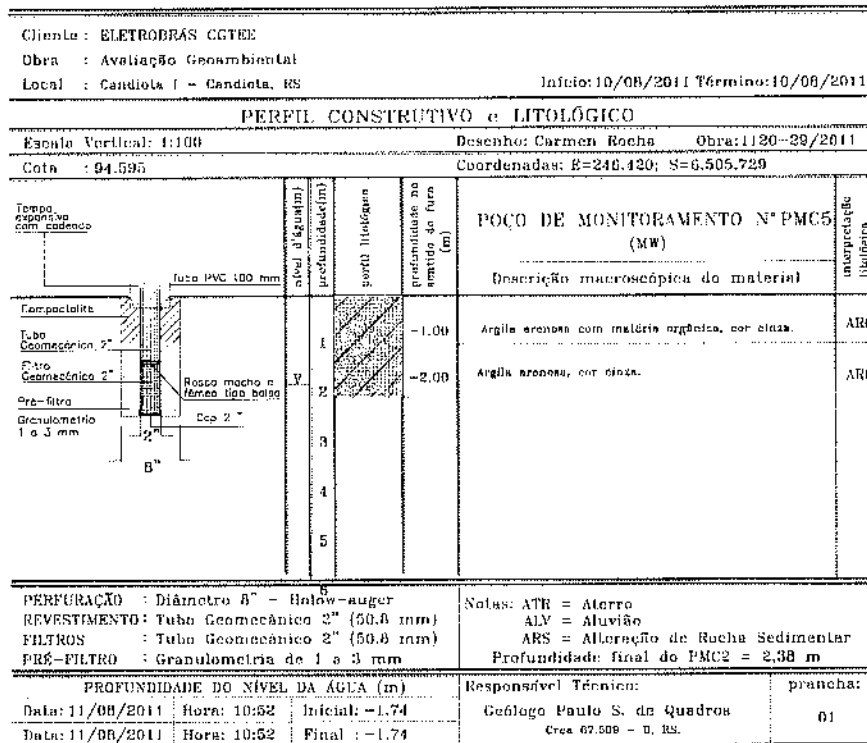 Cliente : ELETROBRÁS CGTEE
Obra : Avaliação Geoambiental
Local : Candiota I - Candiota, RS
Início:10/08/2011 Término:10/08/2011
PERFIL CONSTRUTIVO e LITOLÓGICO
Escala Vertical: 1:100
Desenho: Carmen Rocha
Obra:1120-29/2011
Cota : 94.595
Coordenadas: E=246.420; S=6.505.729
Tampa
expansiva
com cadeado
Tubo PVC 100 mm
Compactolite
Tubo
Geomecânico 2"
Filtro
Geomecânico 2"
Rosca macho e
fêmea tipo balsa
Pré-filtro
Cap 2 "
Granulometria
1 a 3 mm
2"
8"
nível d'água(m)
profundidade(m)
perfil litológico
profundidade no
sentido do furo
(m)
1
2
3
4
5
6
-1.00
-2.00
POÇO DE MONITORAMENTO Nº PMC5
(MW)
Descrição macroscópica do material
interpretação
litológica
Argila arenosa com matéria orgânica, cor cinza.
Argila arenosa, cor cinza.
PERFURAÇÃO : Diâmetro 8" - Holow-auger
REVESTIMENTO: Tubo Geomecânico 2" (50.8 mm)
FILTROS : Tubo Geomecânico 2" (50.8 mm)
PRÉ-FILTRO : Granulometria de 1 a 3 mm
Notas: ATR = Aterro
ALV = Aluvião
ARS = Alteração de Rocha Sedimentar
Profundidade final do PMC2 = 2,38 m
PROFUNDIDADE DO NÍVEL DA ÁGUA (m)
Data: 11/08/2011 Hora: 10:52 Inicial: -1.74
Data: 11/08/2011 Hora: 10:52 Final : -1.74
Responsável Técnico:
Geólogo Paulo S. de Quadros
Crea 67.509 - D, RS.
prancha:
01